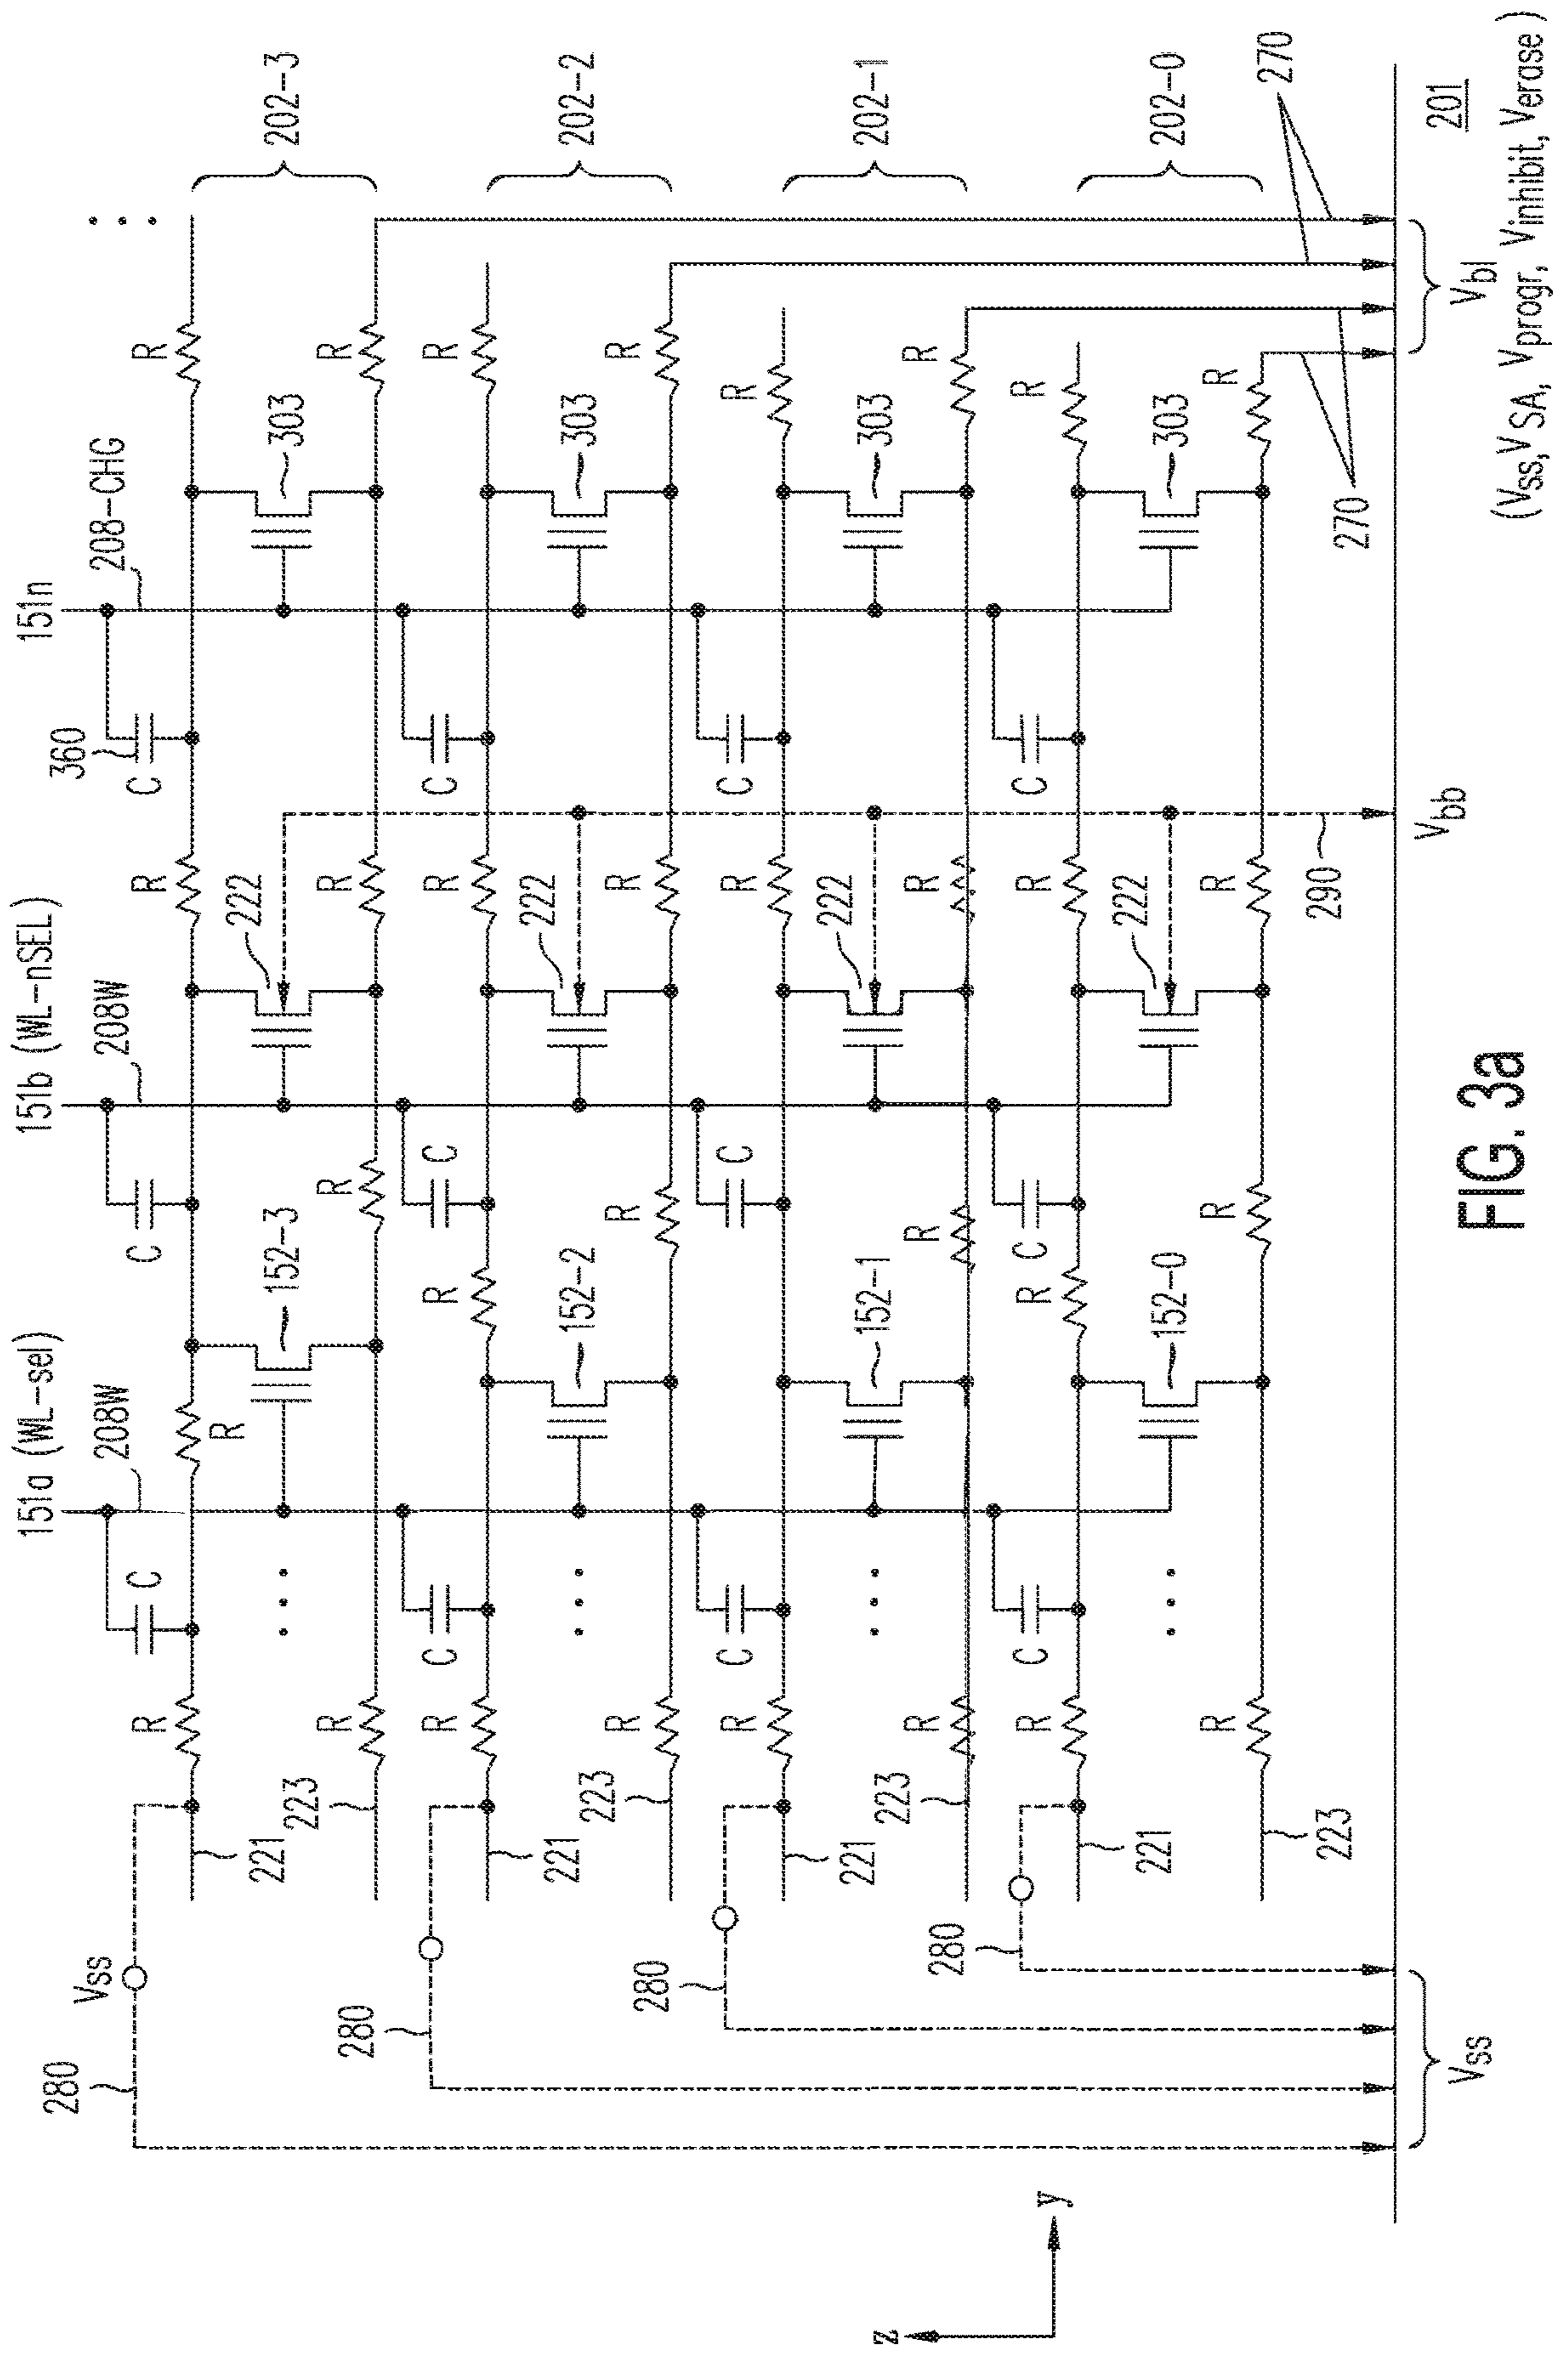 151a (WL-sel)
151b (WL-nSEL)
151n
280
Vss
208W
208W
360
208-CHG
R C C R C R
R
222
221
152-3
303
202-3
223
R R R R
280
R C R C R C R
222
221
152-2
303
202-2
223
R R R R
280
R C C R C R
222
221
152-1
303
202-1
223
R R R R
280
R C R C R C R
222
221
152-0
303
202-0
R R R R
223
290
270
270
z
y
Vss
Vbb
Vbl
201
(Vss, VSA, Vprogr, Vinhibit, Verase)
FIG. 3a